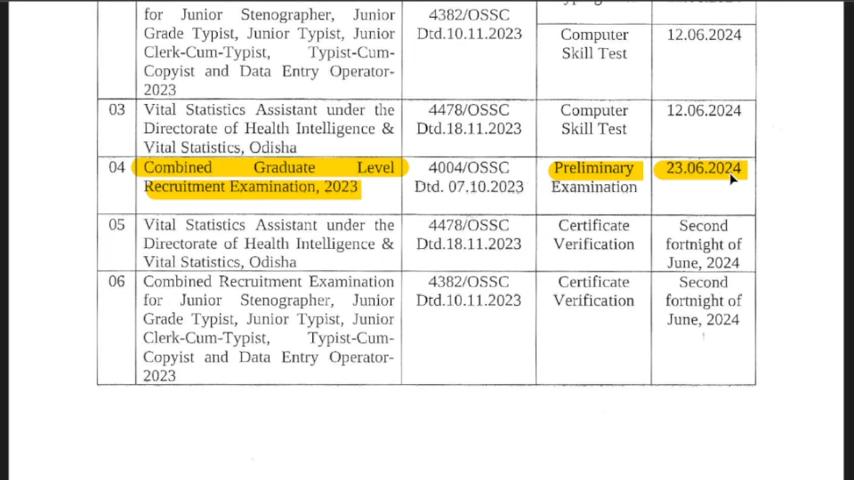 for Junior Stenographer, Junior
Grade Typist, Junior Typist, Junior
Clerk-Cum-Typist, Typist-Cum-
Copyist and Data Entry Operator-
2023
4382/OSSC
Dtd.10.11.2023
Computer
Skill Test
12.06.2024
03
Vital Statistics Assistant under the
Directorate of Health Intelligence &
Vital Statistics, Odisha
4478/OSSC
Dtd.18.11.2023
Computer
Skill Test
12.06.2024
04
Combined Graduate Level
Recruitment Examination, 2023
4004/OSSC
Dtd. 07.10.2023
Preliminary
Examination
23.06.2024
05
Vital Statistics Assistant under the
Directorate of Health Intelligence &
Vital Statistics, Odisha
4478/OSSC
Dtd.18.11.2023
Certificate
Verification
Second
fortnight of
June, 2024
06
Combined Recruitment Examination
for Junior Stenographer, Junior
Grade Typist, Junior Typist, Junior
Clerk-Cum-Typist, Typist-Cum-
Copyist and Data Entry Operator-
2023
4382/OSSC
Dtd.10.11.2023
Certificate
Verification
Second
fortnight of
June, 2024